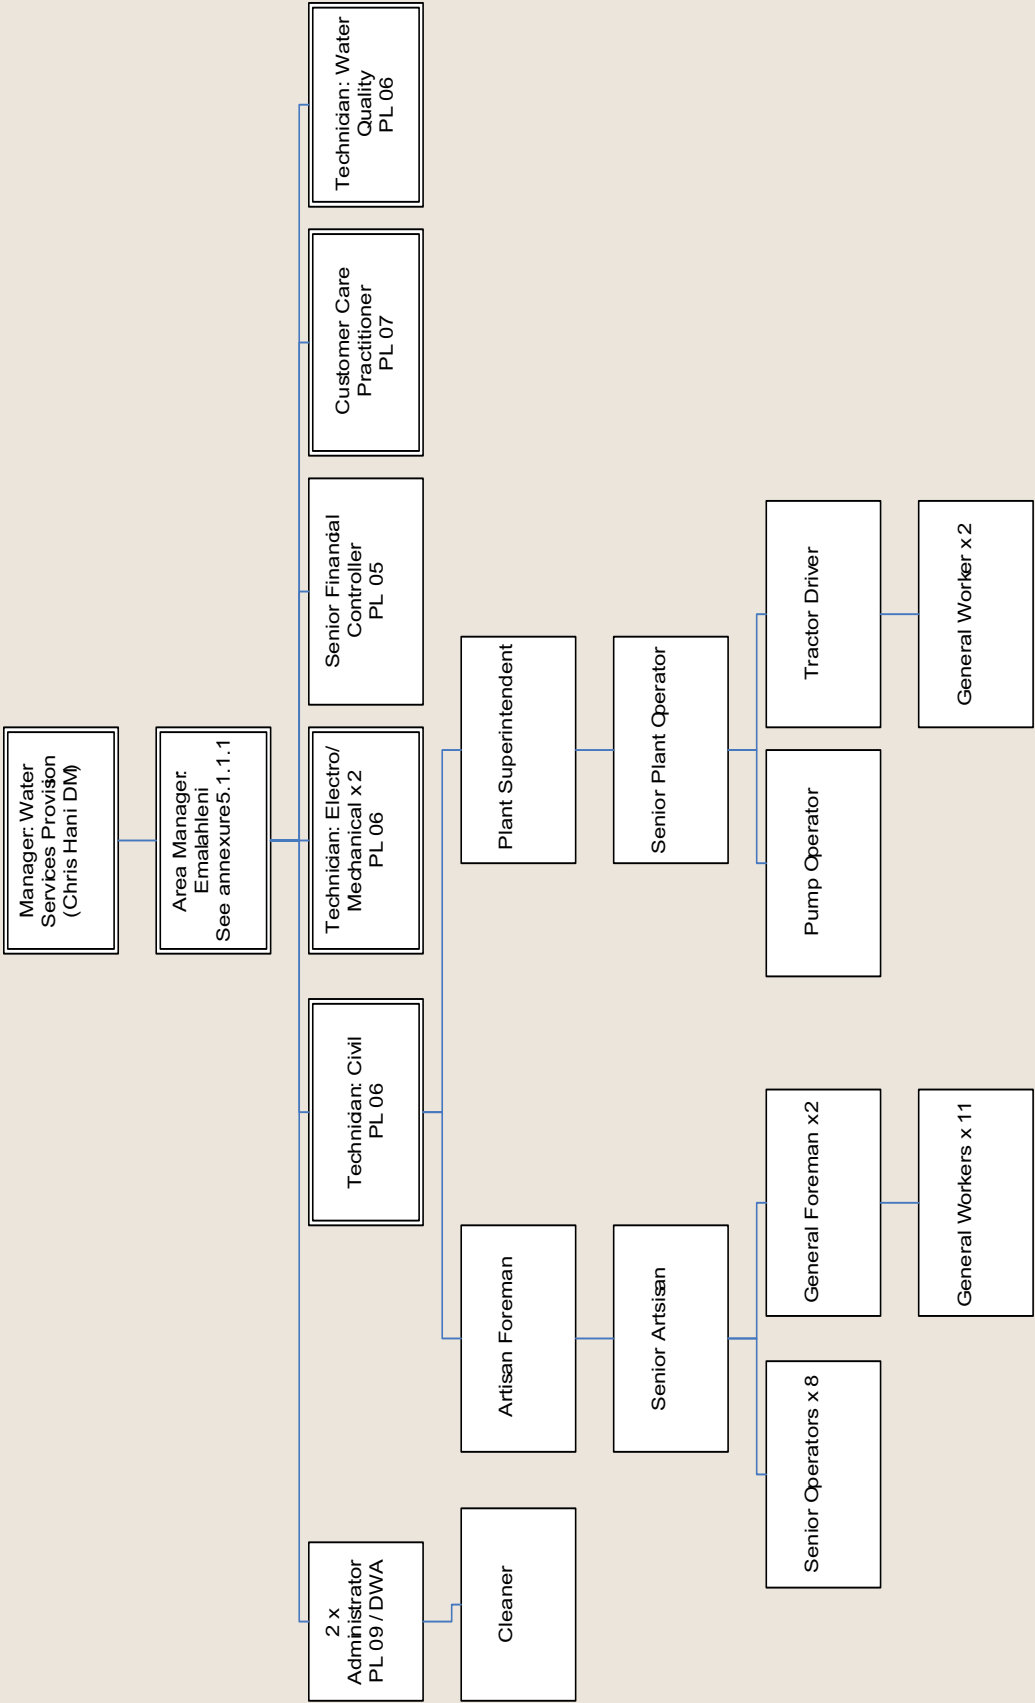 Manager: Water
Services Provision
(Chris Hani DM)
Area Manager:
Emalahleni
See annexure5.1.1.1
2 x
Administrator
PL 09 / DWA
Technician: Civil
PL 06
Technician: Electro/
Mechanical x 2
PL 06
Senior Financial
Controller
PL 05
Customer Care
Practitioner
PL 07
Technician: Water
Quality
PL 06
Cleaner
Artisan Foreman
Plant Superintendent
Senior Artsisan
Senior Plant Operator
Senior Operators x 8
General Foreman x2
Pump Operator
Tractor Driver
General Workers x 11
General Worker x 2